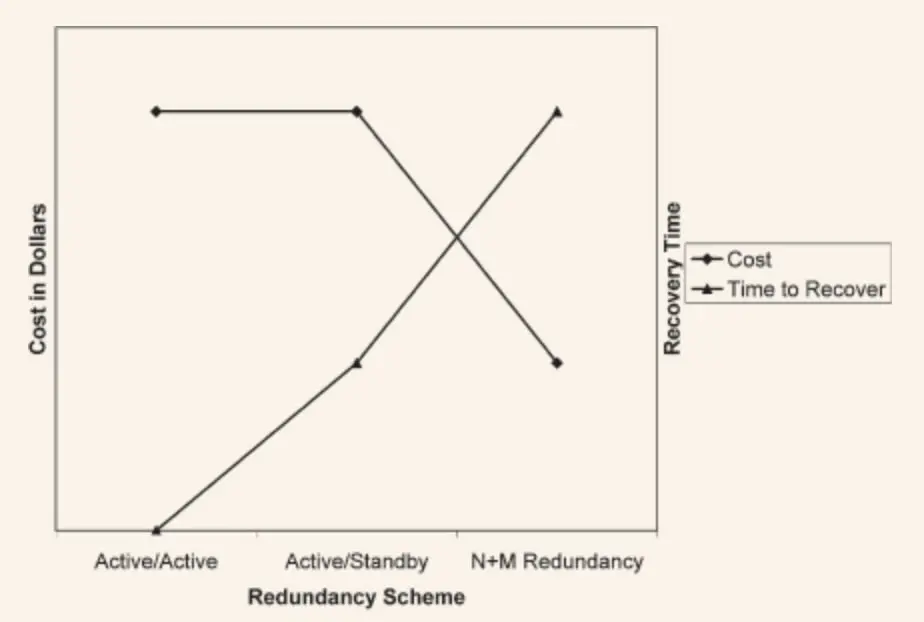 Cost in Dollars
Recovery Time
Cost
Time to Recover
Active/Active
Active/Standby
N+M Redundancy
Redundancy Scheme